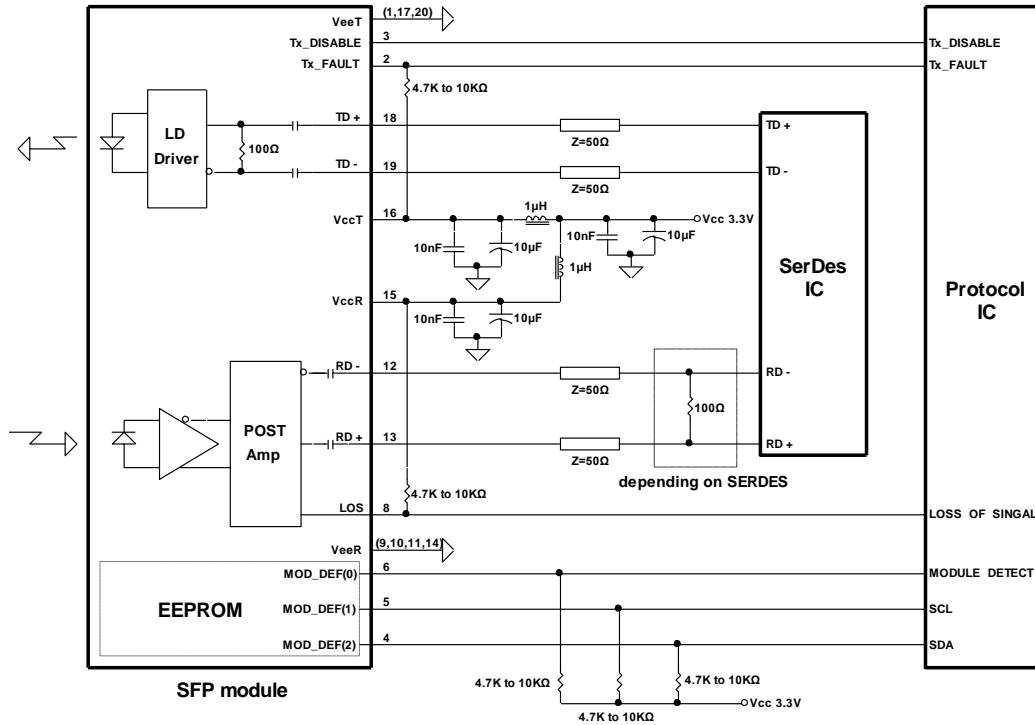 VeeT
(1,17,20)
Tx_DISABLE
3
Tx_DISABLE
Tx_FAULT
2
Tx_FAULT
4.7K to 10KΩ
LD
Driver
100Ω
TD +
18
Z=50Ω
TD +
TD -
19
Z=50Ω
TD -
VccT
16
1µH
Vcc 3.3V
10nF
10µF
10nF
10µF
1µH
SerDes
IC
Protocol
IC
VccR
15
10nF
10µF
RD -
12
Z=50Ω
RD -
100Ω
POST
Amp
RD +
13
Z=50Ω
RD +
depending on SERDES
4.7K to 10KΩ
LOS
8
LOSS OF SINGAL
VeeR
(9,10,11,14)
MOD_DEF(0)
6
MODULE DETECT
EEPROM
MOD_DEF(1)
5
SCL
MOD_DEF(2)
4
SDA
SFP module
4.7K to 10KΩ
4.7K to 10KΩ
4.7K to 10KΩ
Vcc 3.3V